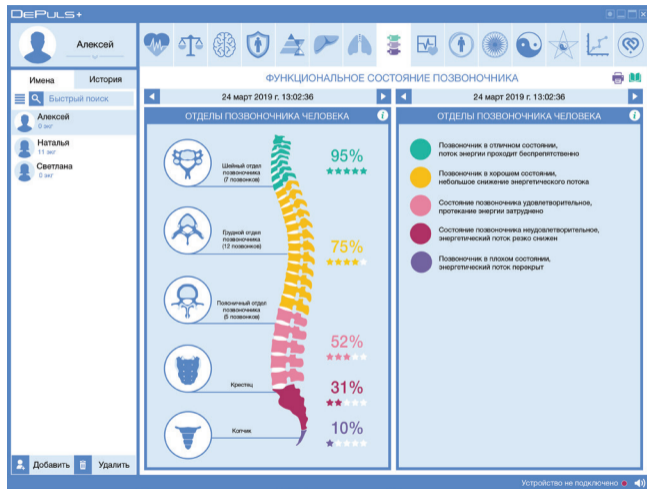 DePuls+
Алексей
Имена
История
Быстрый поиск
Алексей
0 экг
Наталья
11 экг
Светлана
0 экг
Добавить
Удалить
ФУНКЦИОНАЛЬНОЕ СОСТОЯНИЕ ПОЗВОНОЧНИКА
24 март 2019 г. 13:02:36
24 март 2019 г. 13:02:36
ОТДЕЛЫ ПОЗВОНОЧНИКА ЧЕЛОВЕКА
Шейный отдел
позвоночника
(7 позвонков)
95%
Грудной отдел
позвоночника
(12 позвонков)
75%
Поясничный отдел
позвоночника
(5 позвонков)
52%
Крестец
31%
Копчик
10%
ОТДЕЛЫ ПОЗВОНОЧНИКА ЧЕЛОВЕКА
Позвоночник в отличном состоянии,
поток энергии проходит беспрепятственно
Позвоночник в хорошем состоянии,
небольшое снижение энергетического потока
Состояние позвоночника удовлетворительное,
протекание энергии затруднено
Состояние позвоночника неудовлетворительное,
энергетический поток резко снижен
Позвоночник в плохом состоянии,
энергетический поток перекрыт
Устройство не подключено